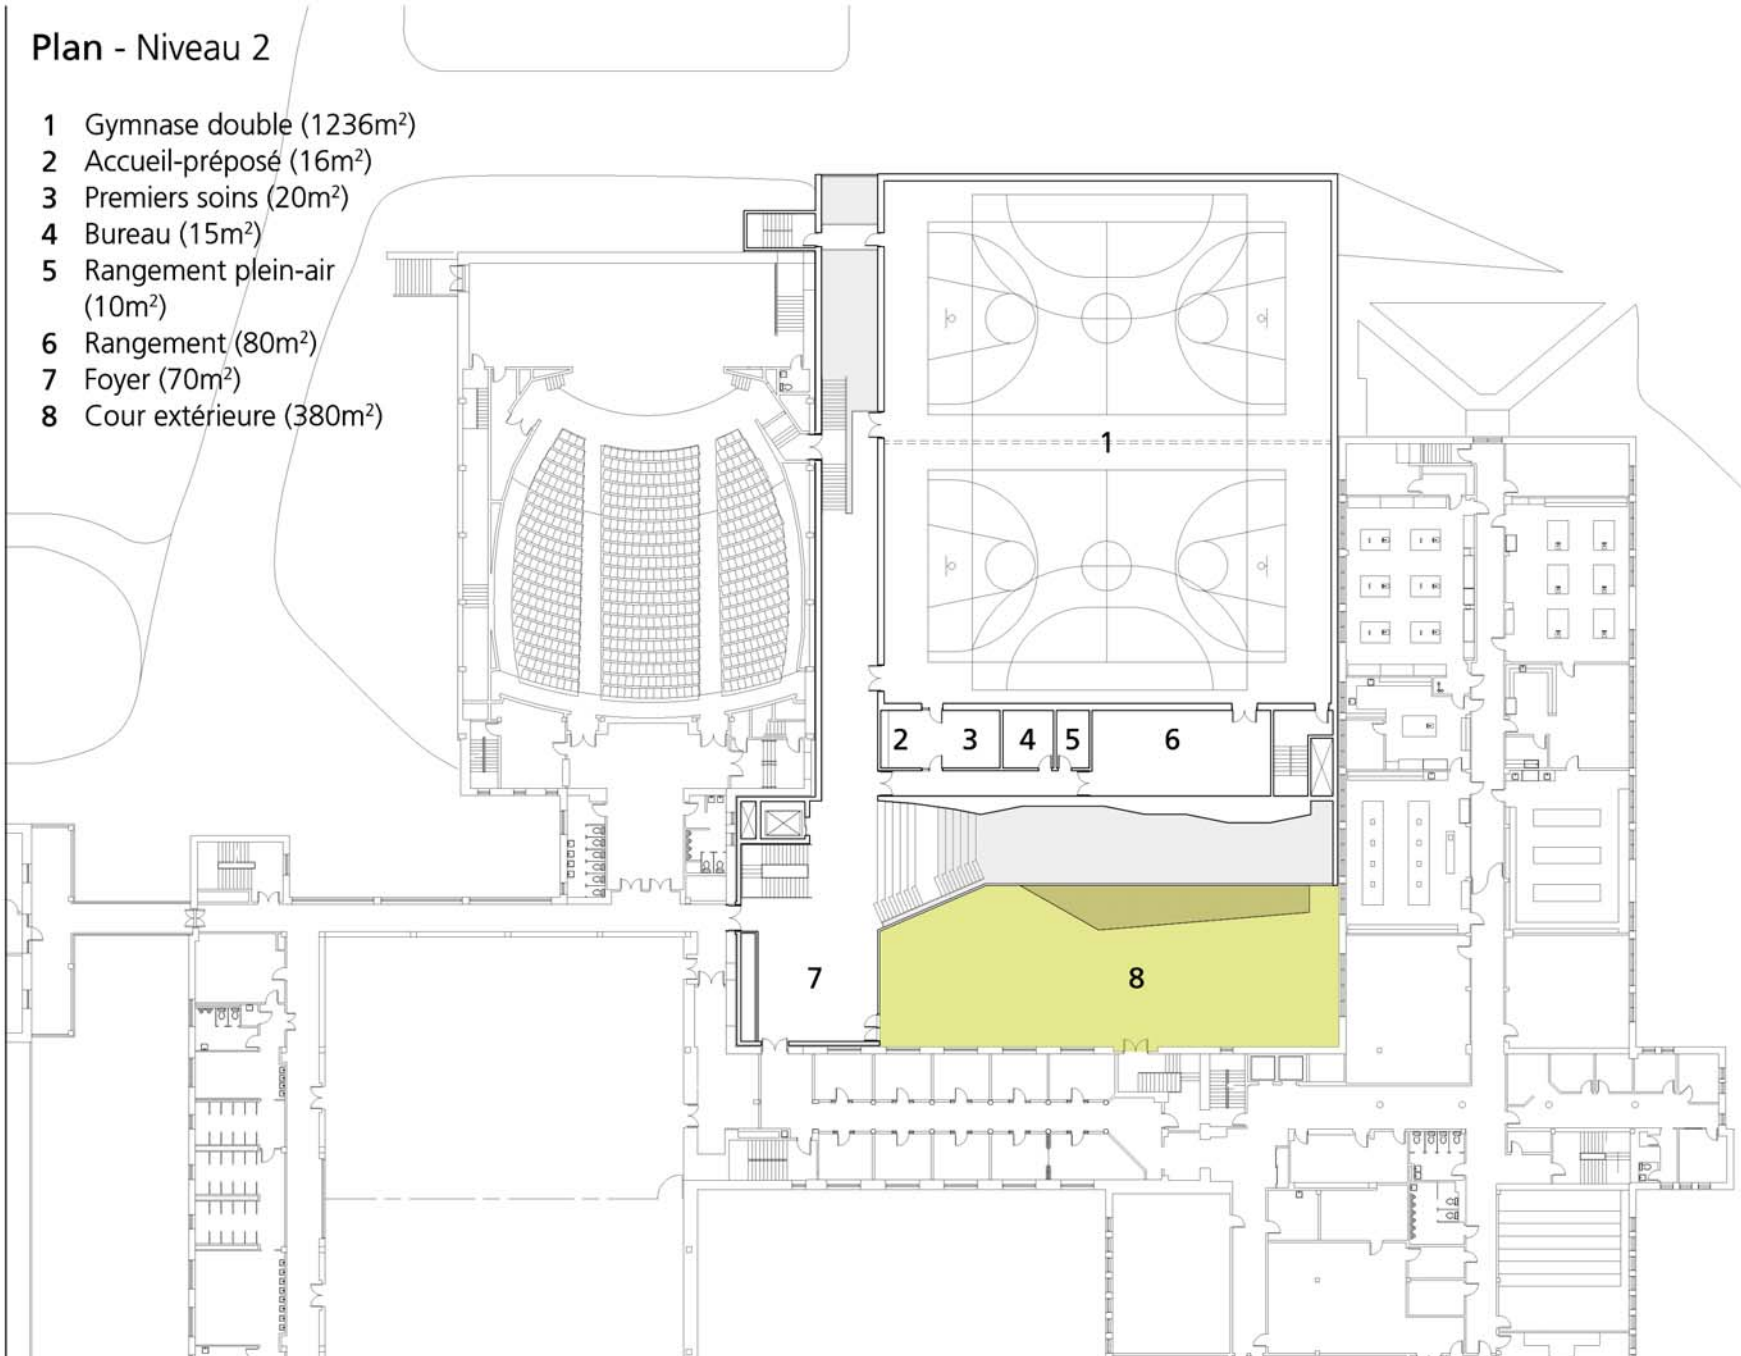 Plan - Niveau 2
1 Gymnase double (1236m²)
2 Accueil-préposé (16m²)
3 Premiers soins (20m²)
4 Bureau (15m²)
5 Rangement plein-air
(10m²)
6 Rangement (80m²)
7 Foyer (70m²)
8 Cour extérieure (380m²)
1
2 3 4 5 6
7 8